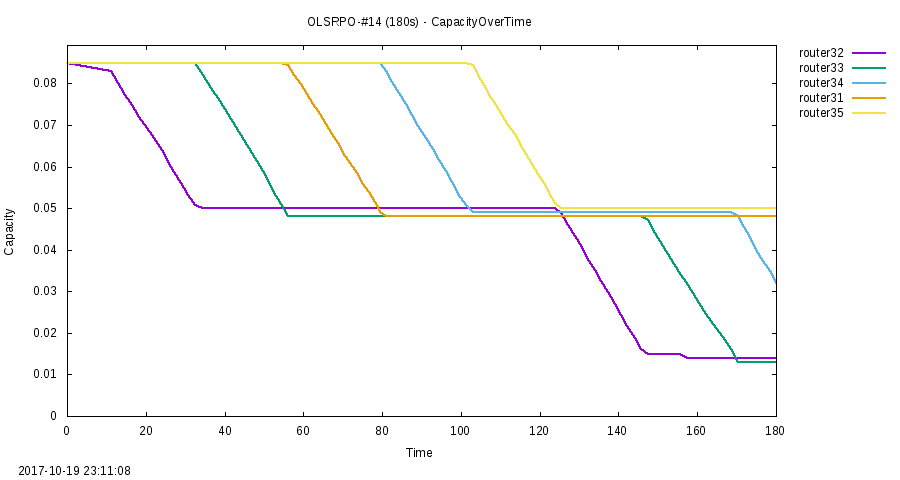 OLSRPO-#14 (180s) - CapacityOverTime
router32
router33
router34
router31
router35
0.08
0.07
0.06
0.05
0.04
0.03
0.02
0.01
0
Capacity
0 20 40 60 80 100 120 140 160 180
Time
2017-10-19 23:11:08